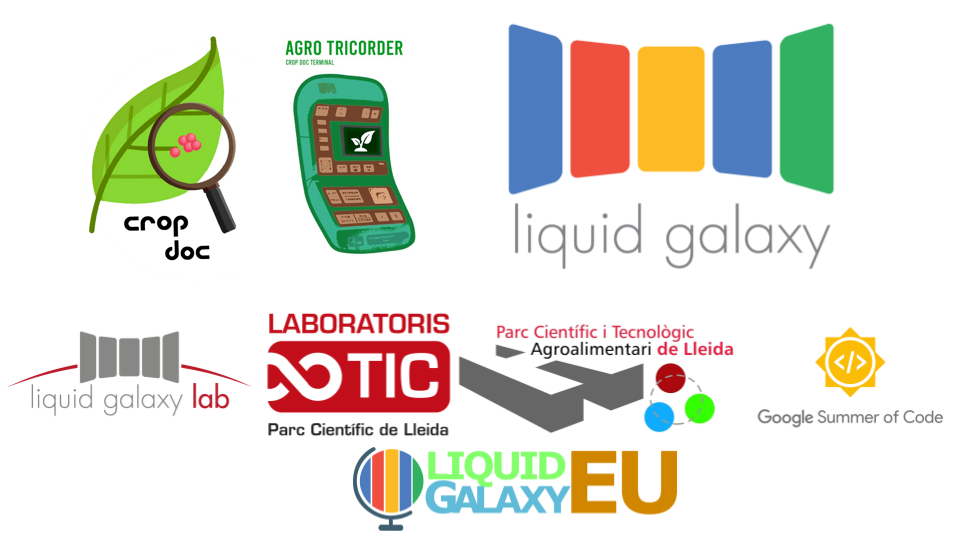 crop
doc
AGRO TRICORDER
CROP DOC TERMINAL
liquid galaxy
liquid galaxy lab
LABORATORIS
TIC
Parc Científic de Lleida
Parc Científic i Tecnològic
Agroalimentari de Lleida
</>
Google Summer of Code
LIQUID
GALAXY
EU